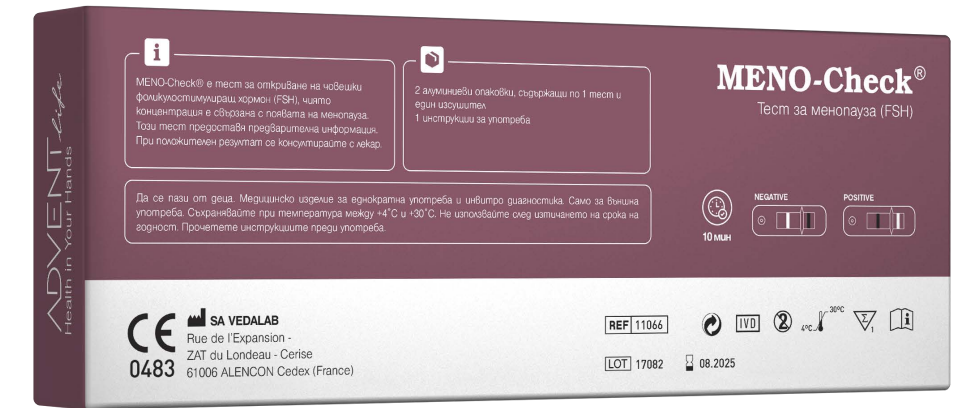 ADVENT life
Health in Your Hands
MENO-Check® е тест за откриване на човешки
фоликулостимулиращ хормон (FSH), чиято
концентрация е свързана с появата на менопауза.
Този тест предоставя предварителна информация.
При положителен резултат се консултирайте с лекар.
2 алуминиеви опаковки, съдържащи по 1 тест и
един изсушител
1 инструкции за употреба
MENO-Check®
Тест за менопауза (FSH)
Да се пази от деца. Медицинско изделие за еднократна употреба и инвитро диагностика. Само за външна
употреба. Съхранявайте при температура между +4°C и +30°C. Не използвайте след изтичането на срока на
годност. Прочетете инструкциите преди употреба.
10 мин
NEGATIVE
POSITIVE
CE
0483
SA VEDALAB
Rue de l'Expansion -
ZAT du Londeau - Cerise
61006 ALENCON Cedex (France)
REF 11066
LOT 17082
08.2025
IVD
2
4ºC
30ºC
Σ
1
i